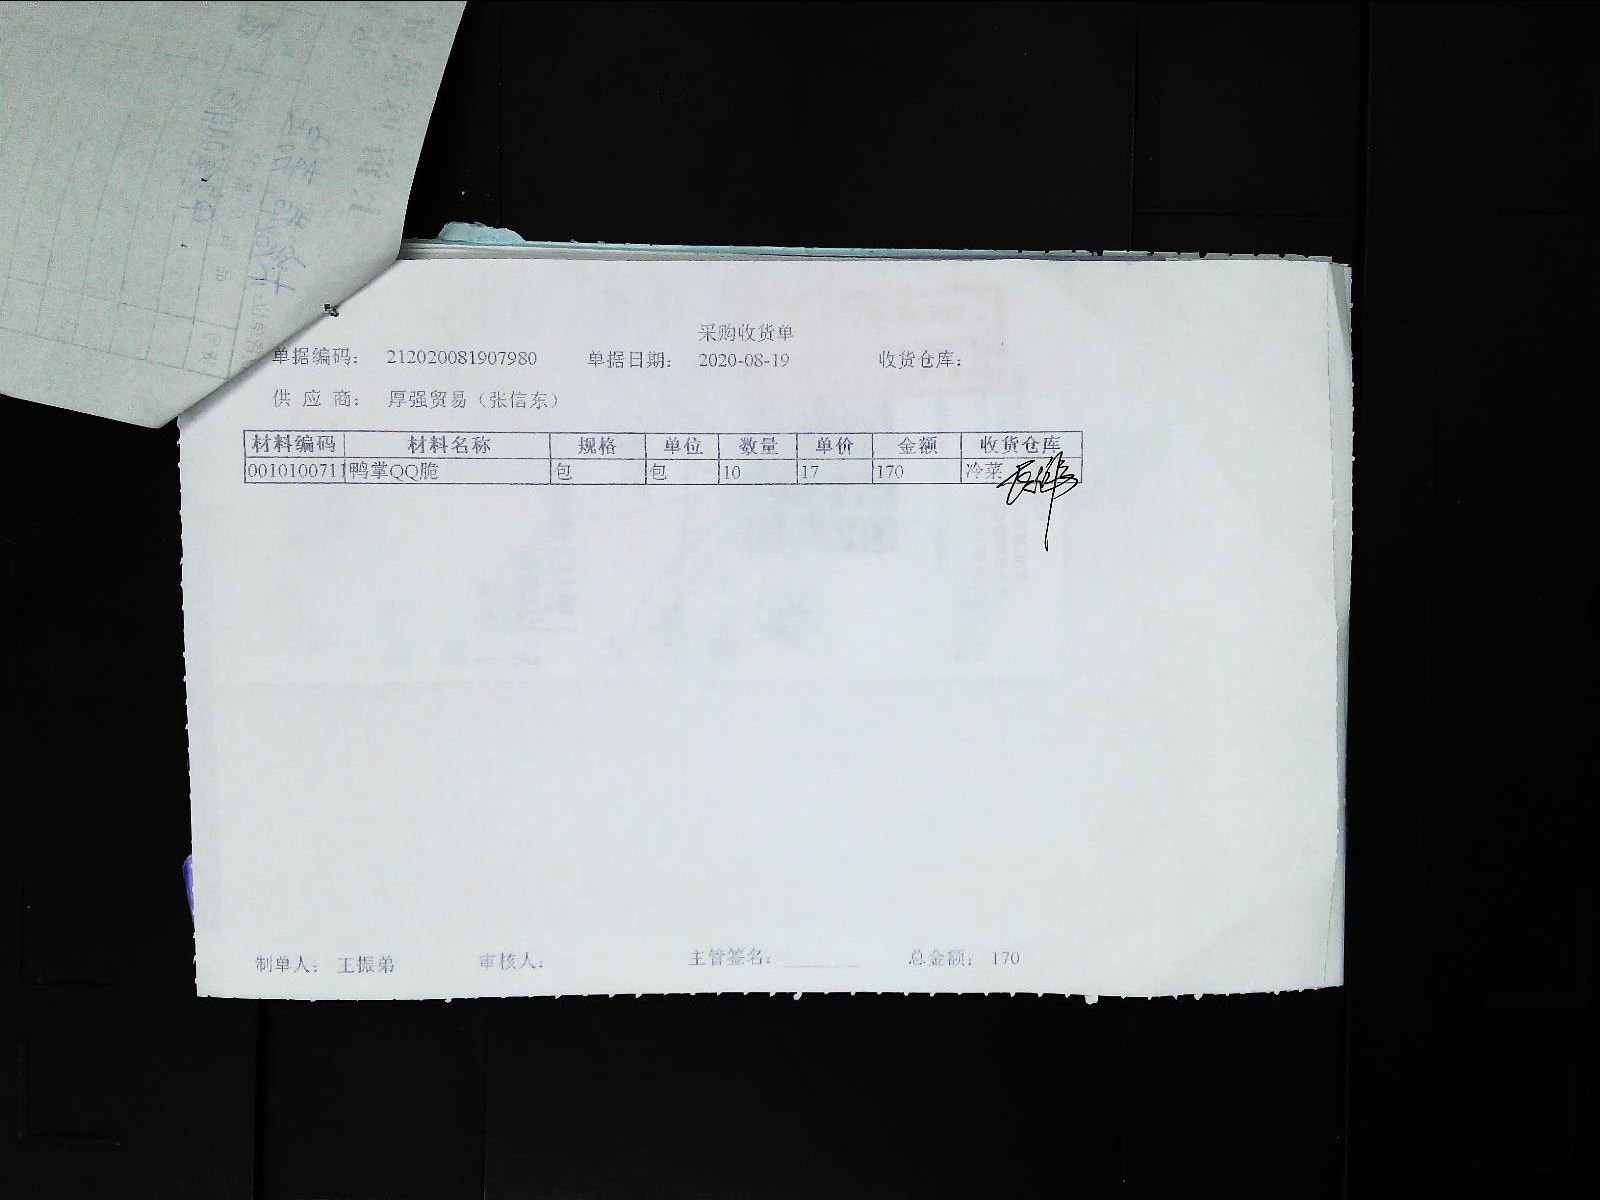 采购收货单
单据编码： 212020081907980 单据日期： 2020-08-19 收货仓库：
供 应 商： 厚强贸易（张信东）
材料编码 材料名称 规格 单位 数量 单价 金额 收货仓库
0010100711 鸭掌QQ脆 包 包 10 17 170 冷菜
制单人： 王振弟 审核人： 主管签名： 总金额： 170